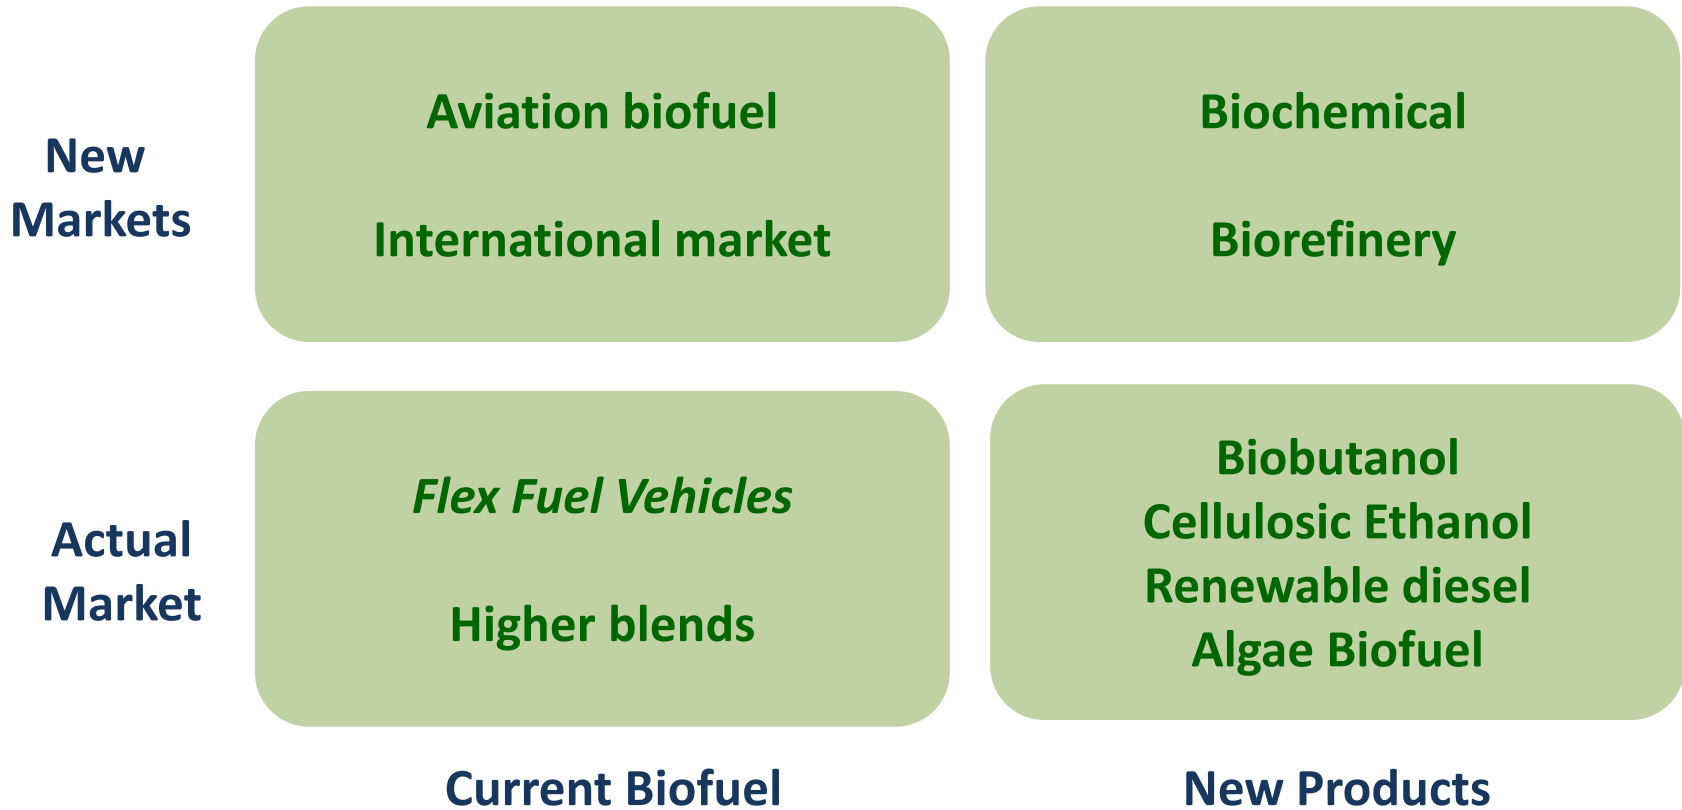 New
Markets
Aviation biofuel
International market
Biochemical
Biorefinery
Actual
Market
Flex Fuel Vehicles
Higher blends
Biobutanol
Cellulosic Ethanol
Renewable diesel
Algae Biofuel
Current Biofuel
New Products